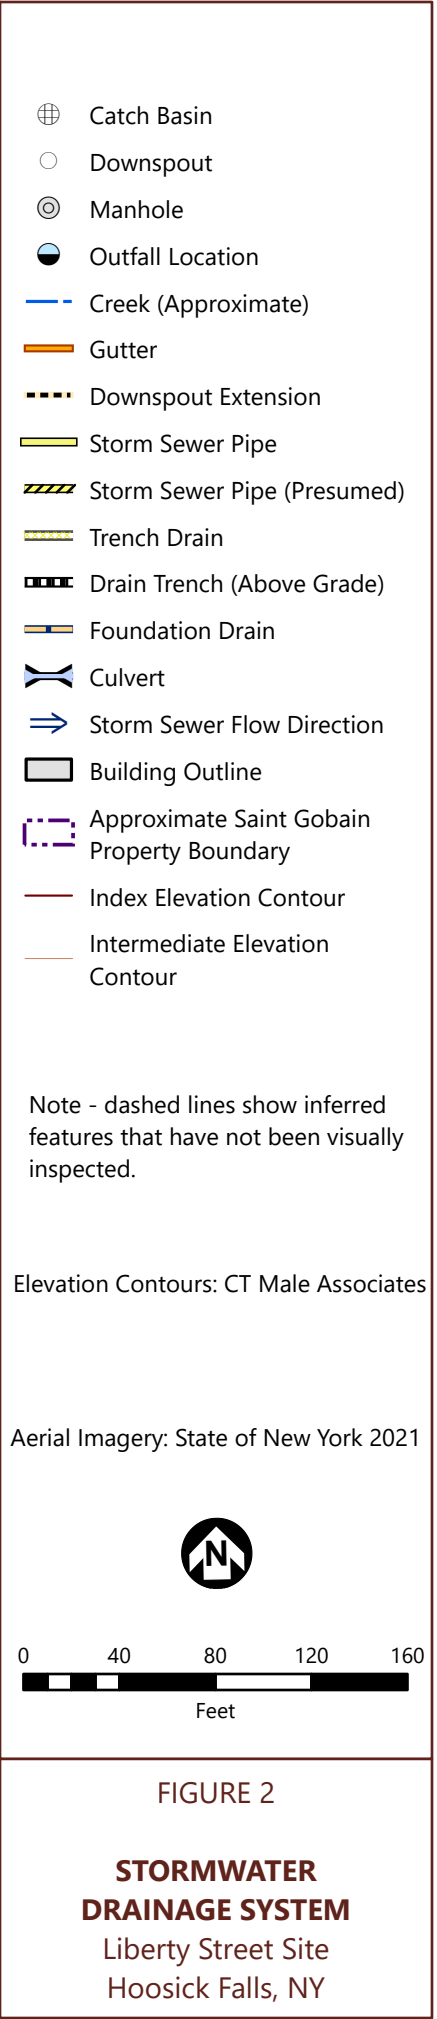 Catch Basin
Downspout
Manhole
Outfall Location
Creek (Approximate)
Gutter
Downspout Extension
Storm Sewer Pipe
Storm Sewer Pipe (Presumed)
Trench Drain
Drain Trench (Above Grade)
Foundation Drain
Culvert
Storm Sewer Flow Direction
Building Outline
Approximate Saint Gobain
Property Boundary
Index Elevation Contour
Intermediate Elevation
Contour
Note - dashed lines show inferred
features that have not been visually
inspected.
Elevation Contours: CT Male Associates
Aerial Imagery: State of New York 2021
N
0 40 80 120 160
Feet
FIGURE 2
STORMWATER
DRAINAGE SYSTEM
Liberty Street Site
Hoosick Falls, NY